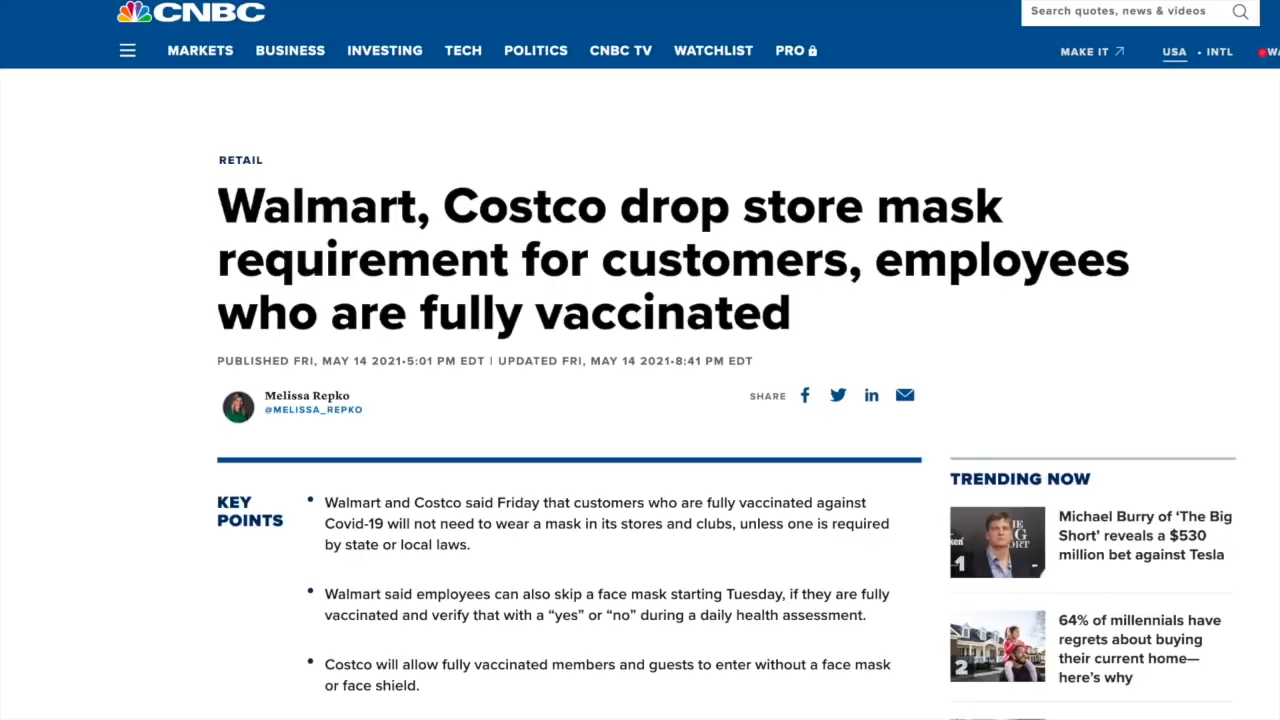 CNBC
Search quotes, news & videos
MARKETS BUSINESS INVESTING TECH POLITICS CNBC TV WATCHLIST PRO
MAKE IT USA • INTL
RETAIL
Walmart, Costco drop store mask
requirement for customers, employees
who are fully vaccinated
PUBLISHED FRI, MAY 14 2021•5:01 PM EDT | UPDATED FRI, MAY 14 2021•8:41 PM EDT
Melissa Repko
@MELISSA_REPKO
SHARE
KEY
POINTS
• Walmart and Costco said Friday that customers who are fully vaccinated against
Covid-19 will not need to wear a mask in its stores and clubs, unless one is required
by state or local laws.
• Walmart said employees can also skip a face mask starting Tuesday, if they are fully
vaccinated and verify that with a “yes” or “no” during a daily health assessment.
• Costco will allow fully vaccinated members and guests to enter without a face mask
or face shield.
TRENDING NOW
1
Michael Burry of ‘The Big
Short’ reveals a $530
million bet against Tesla
2
64% of millennials have
regrets about buying
their current home—
here’s why